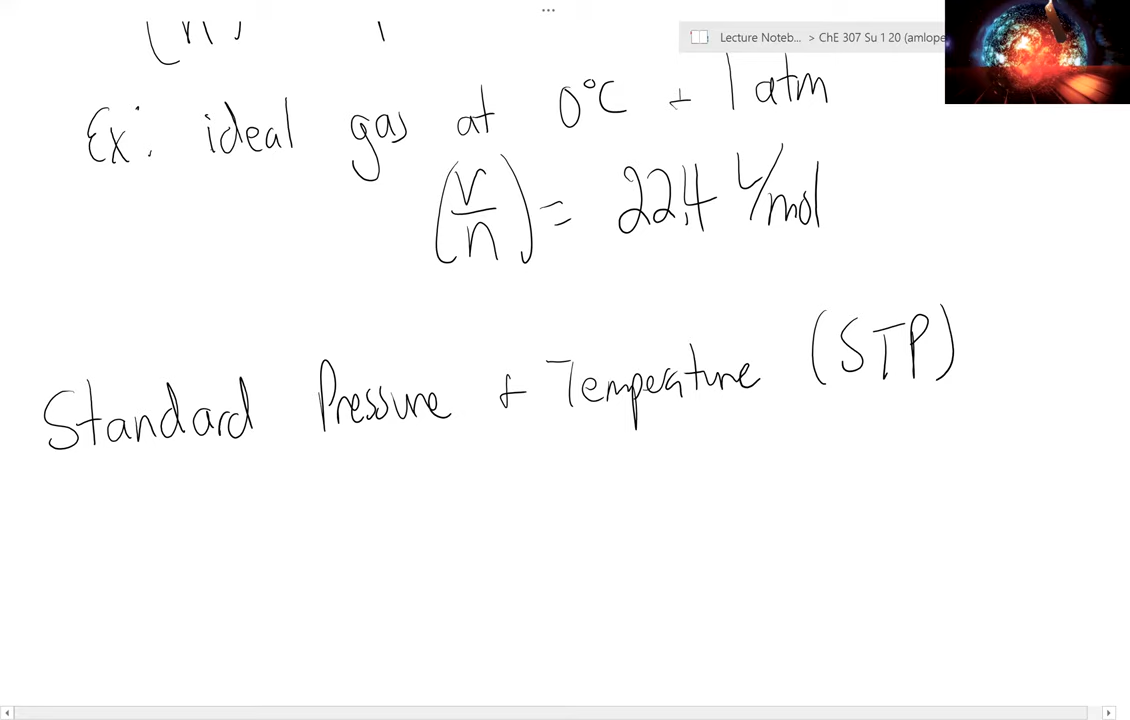 Lecture Noteb... > ChE 307 Su 1 20 (amlope
Ex: ideal gas at 0°C + 1 atm
(V/n) = 22.4 L/mol
Standard Pressure + Temperature (STP)